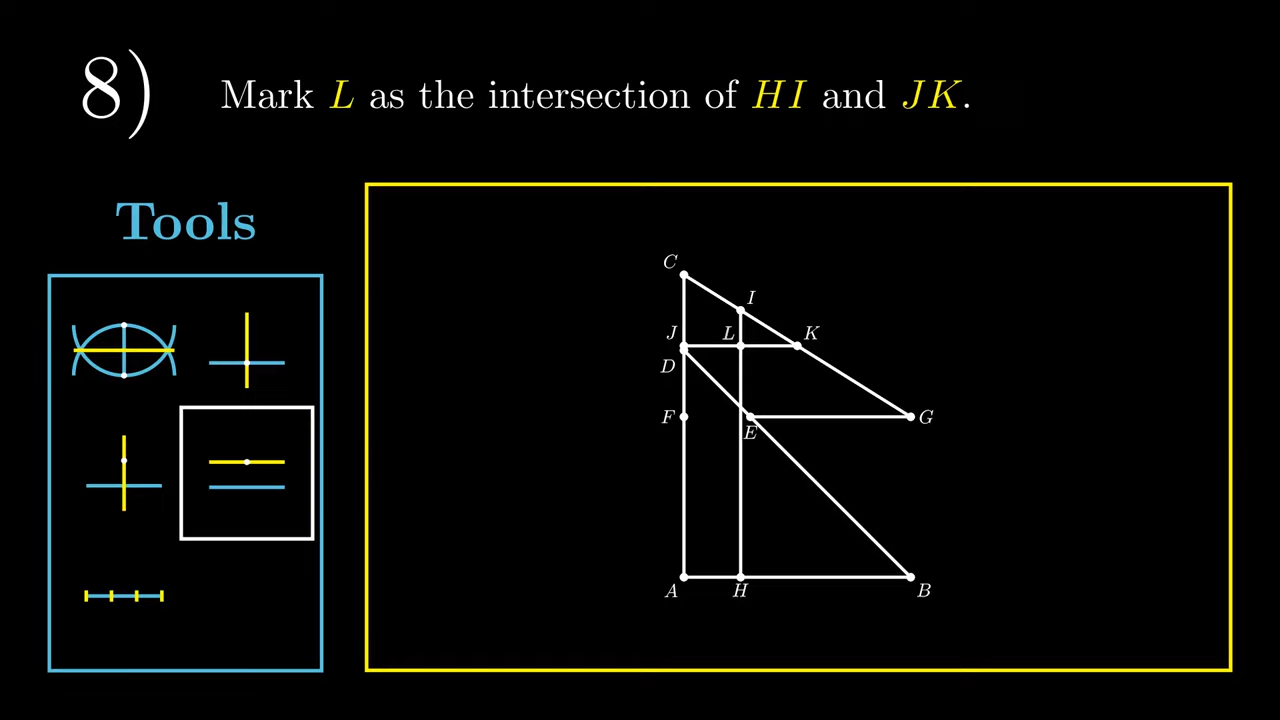 8) Mark L as the intersection of HI and JK.
Tools
C
I
J L K
D
F G
E
A H B